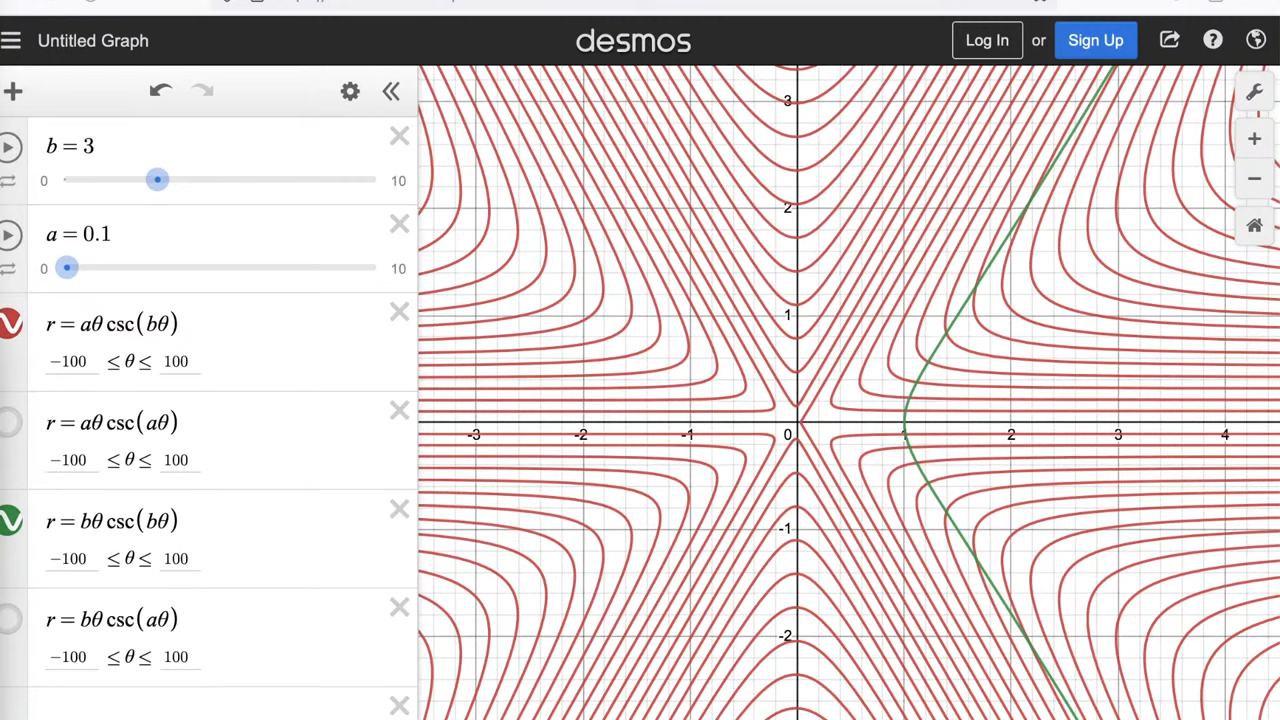 Untitled Graph
desmos
Log In or Sign Up
b = 3
0 10
a = 0.1
0 10
r = aθ csc(bθ)
-100 ≤ θ ≤ 100
r = aθ csc(aθ)
-100 ≤ θ ≤ 100
r = bθ csc(bθ)
-100 ≤ θ ≤ 100
r = bθ csc(aθ)
-100 ≤ θ ≤ 100
3
2
1
-3 -2 -1 0 1 2 3 4
-1
-2